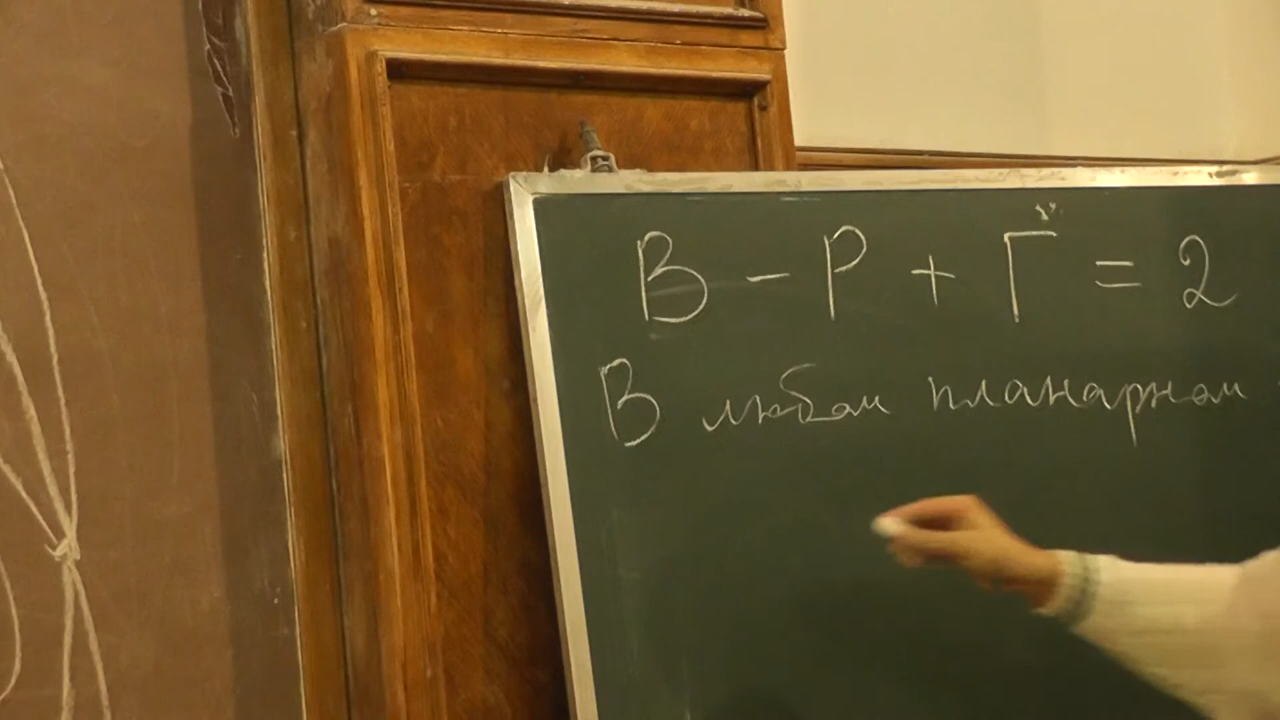 В - Р + Г = 2
В любом планарном